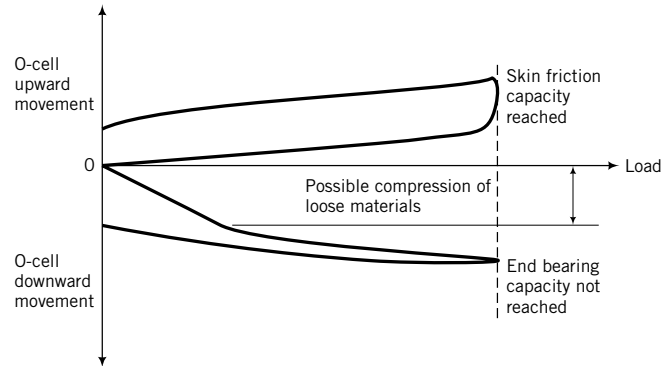 O-cell
upward
movement
Skin friction
capacity
reached
0
Load
Possible compression of
loose materials
O-cell
downward
movement
End bearing
capacity not
reached